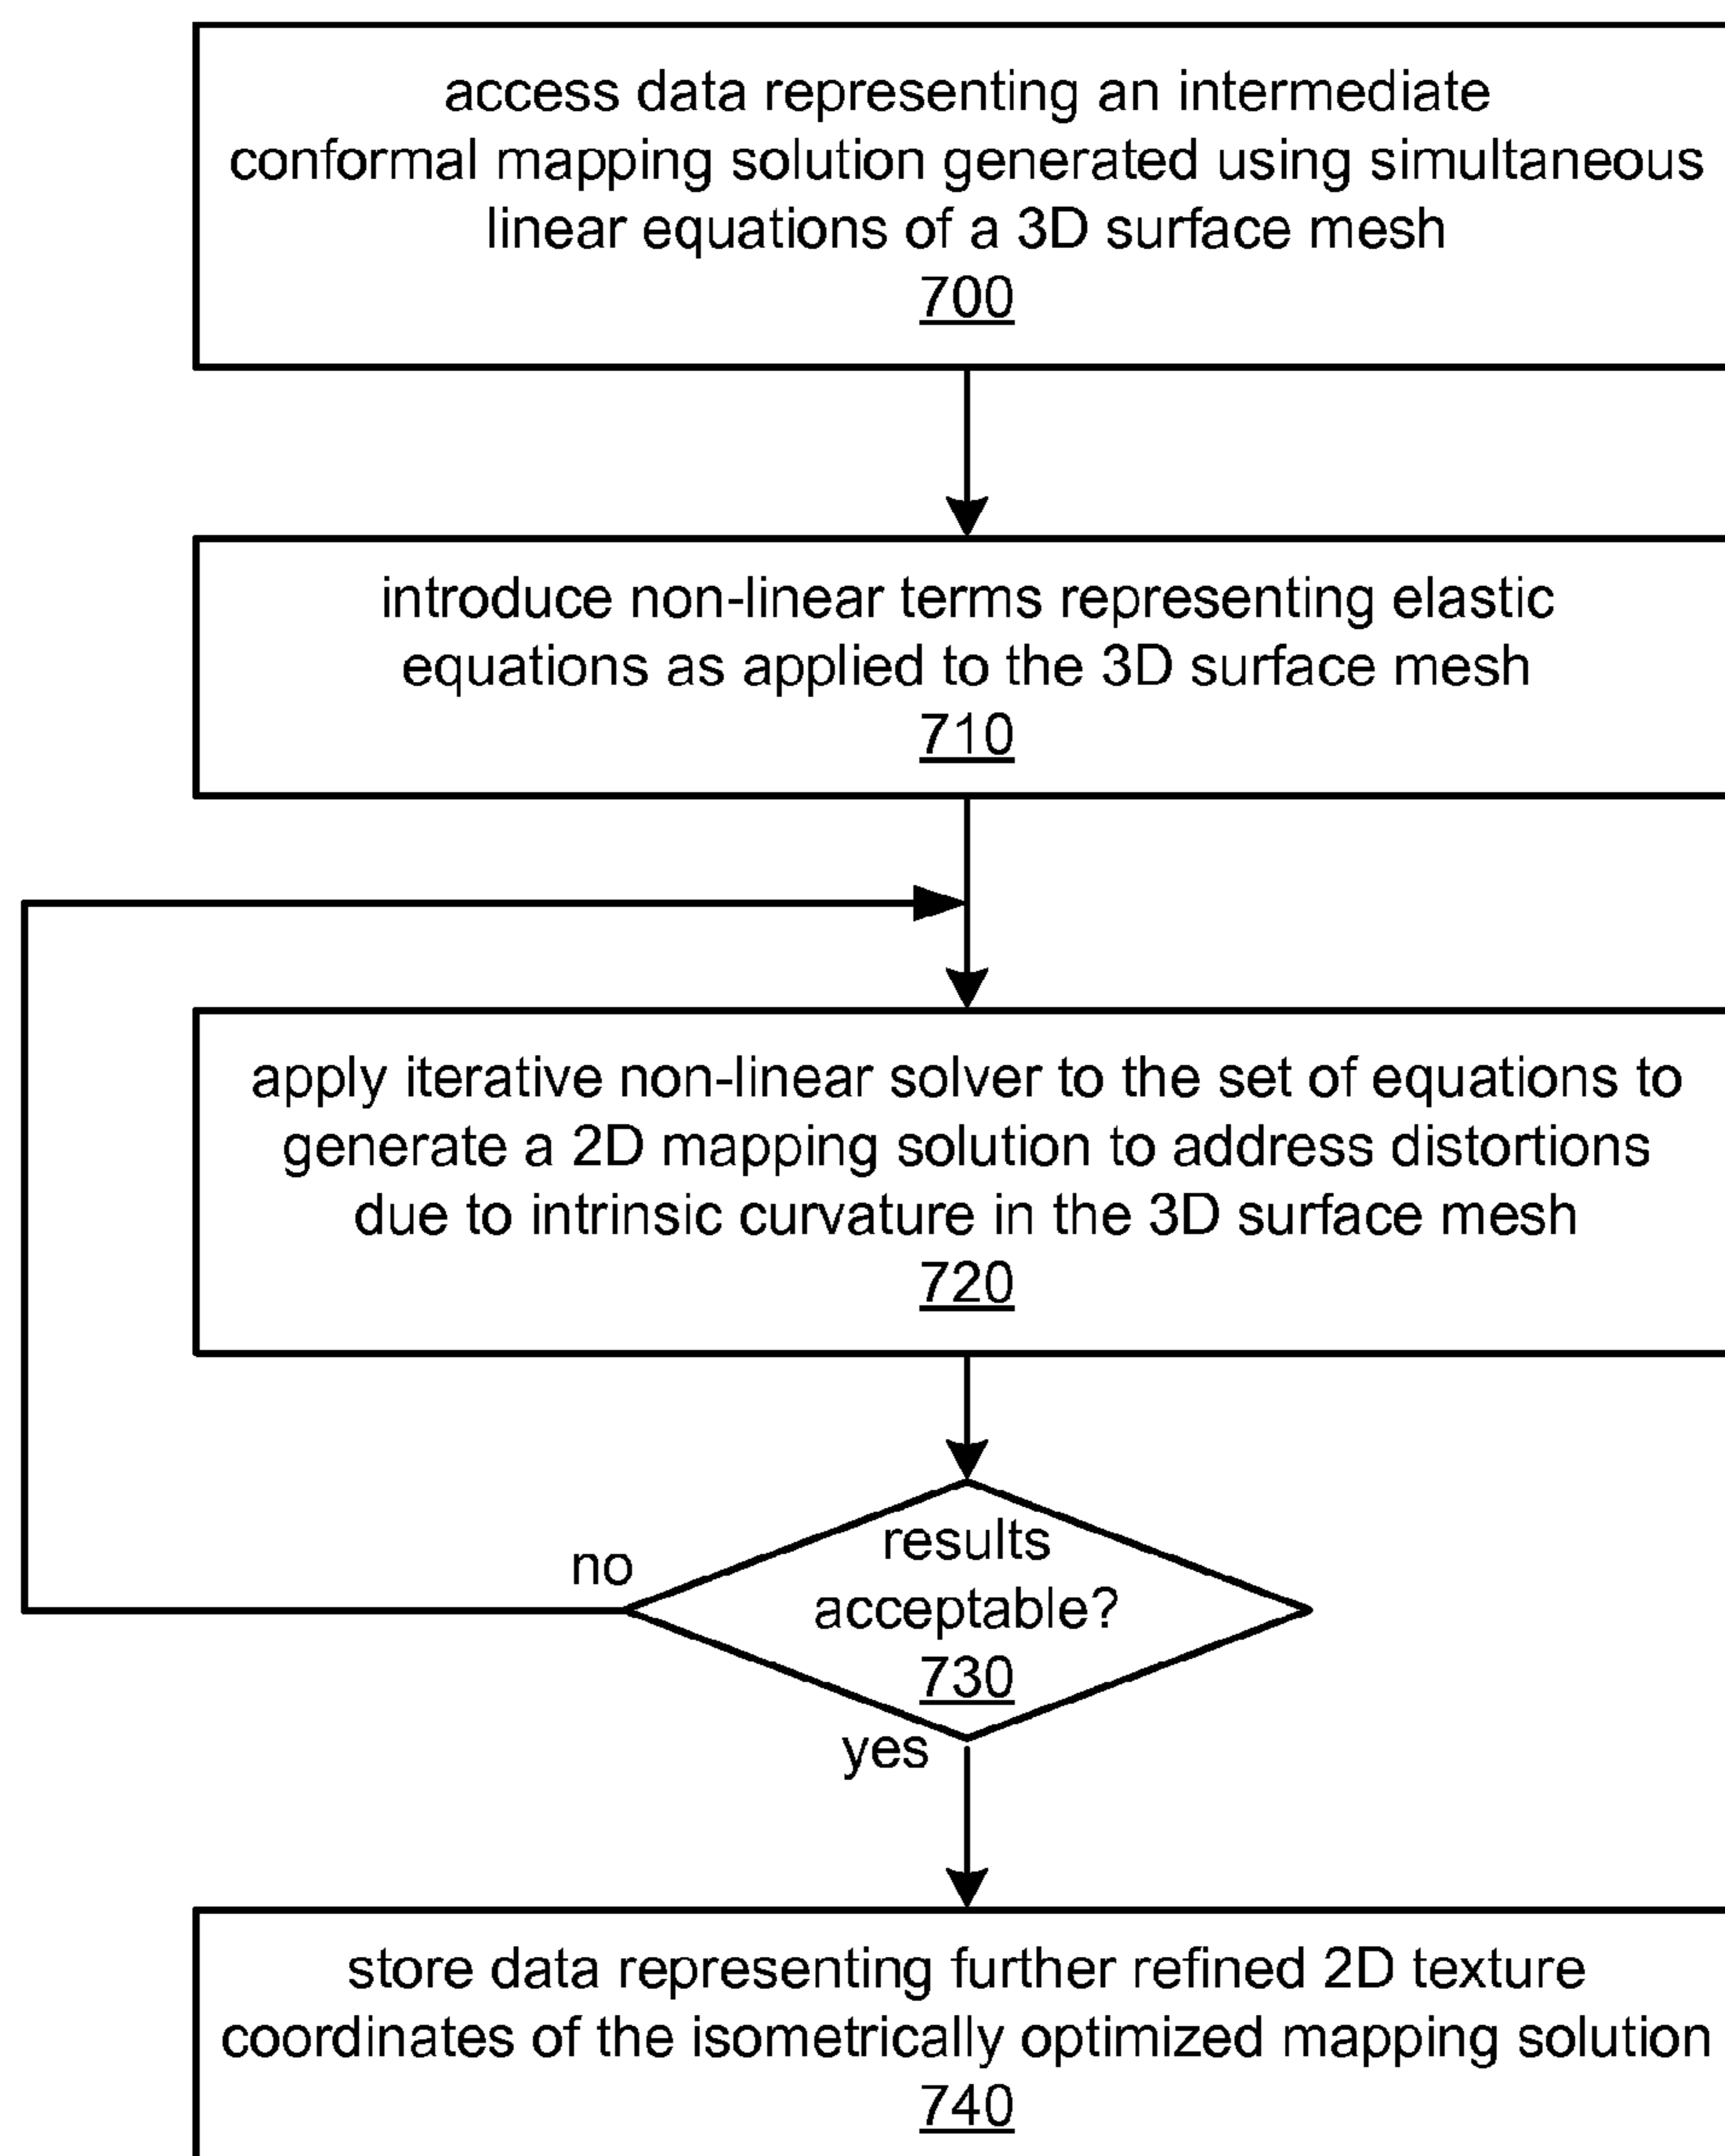 access data representing an intermediate
conformal mapping solution generated using simultaneous
linear equations of a 3D surface mesh
700
introduce non-linear terms representing elastic
equations as applied to the 3D surface mesh
710
apply iterative non-linear solver to the set of equations to
generate a 2D mapping solution to address distortions
due to intrinsic curvature in the 3D surface mesh
720
no
results
acceptable?
730
yes
store data representing further refined 2D texture
coordinates of the isometrically optimized mapping solution
740